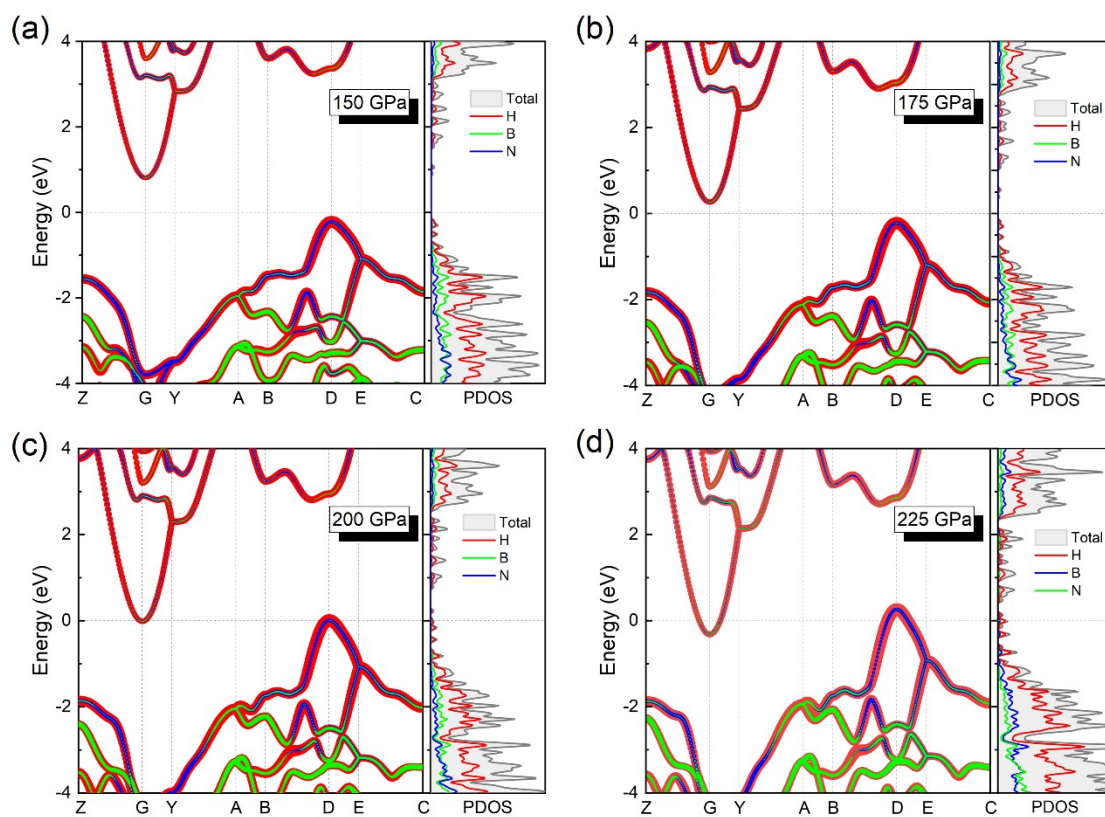 (a)
4
2
0
-2
-4
Energy (eV)
150 GPa
Total
H
B
N
Z G Y A B D E C
PDOS
(b)
4
2
0
-2
-4
Energy (eV)
175 GPa
Total
H
B
N
Z G Y A B D E C
PDOS
(c)
4
2
0
-2
-4
Energy (eV)
200 GPa
Total
H
B
N
Z G Y A B D E C
PDOS
(d)
4
2
0
-2
-4
Energy (eV)
225 GPa
Total
H
B
N
Z G Y A B D E C
PDOS